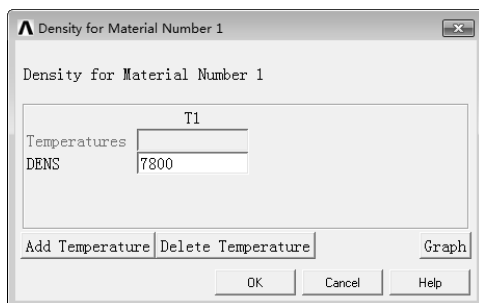 Density for Material Number 1
Density for Material Number 1
T1
Temperatures
DENS 7800
Add Temperature Delete Temperature Graph
OK Cancel Help